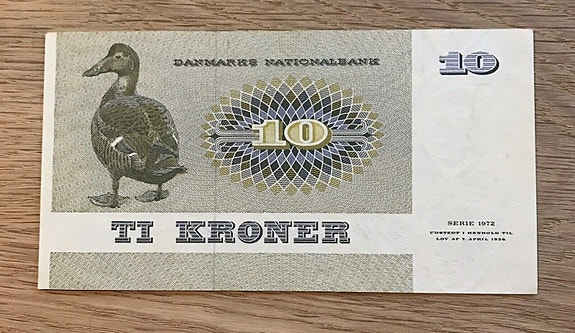 DANMARKS NATIONALBANK
10
10
TI KRONER
SERIE 1972
UDSTEDT I HENHOLD TIL
LOV AF 7. APRIL 1936.